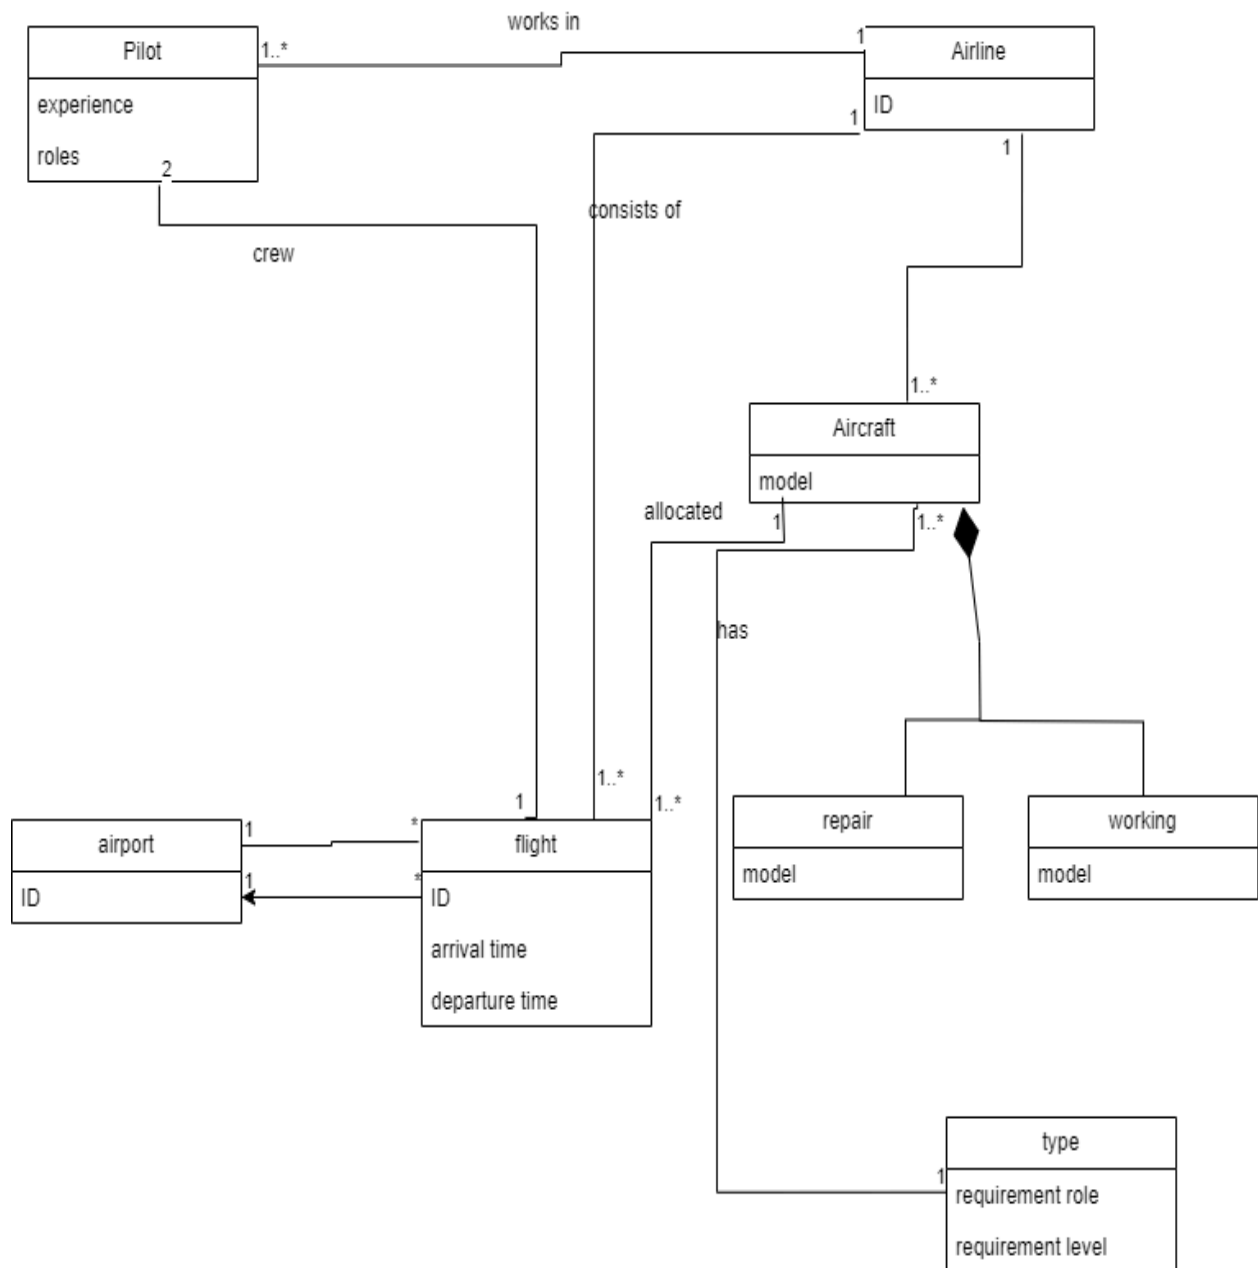 works in
Pilot
1..*
1
Airline
experience
ID
roles
2
1
1
consists of
crew
1..*
Aircraft
model
allocated
1
1..*
has
1..*
1..*
1
repair
working
model
model
airport
1
*
flight
ID
1
*
ID
arrival time
departure time
type
1
requirement role
requirement level